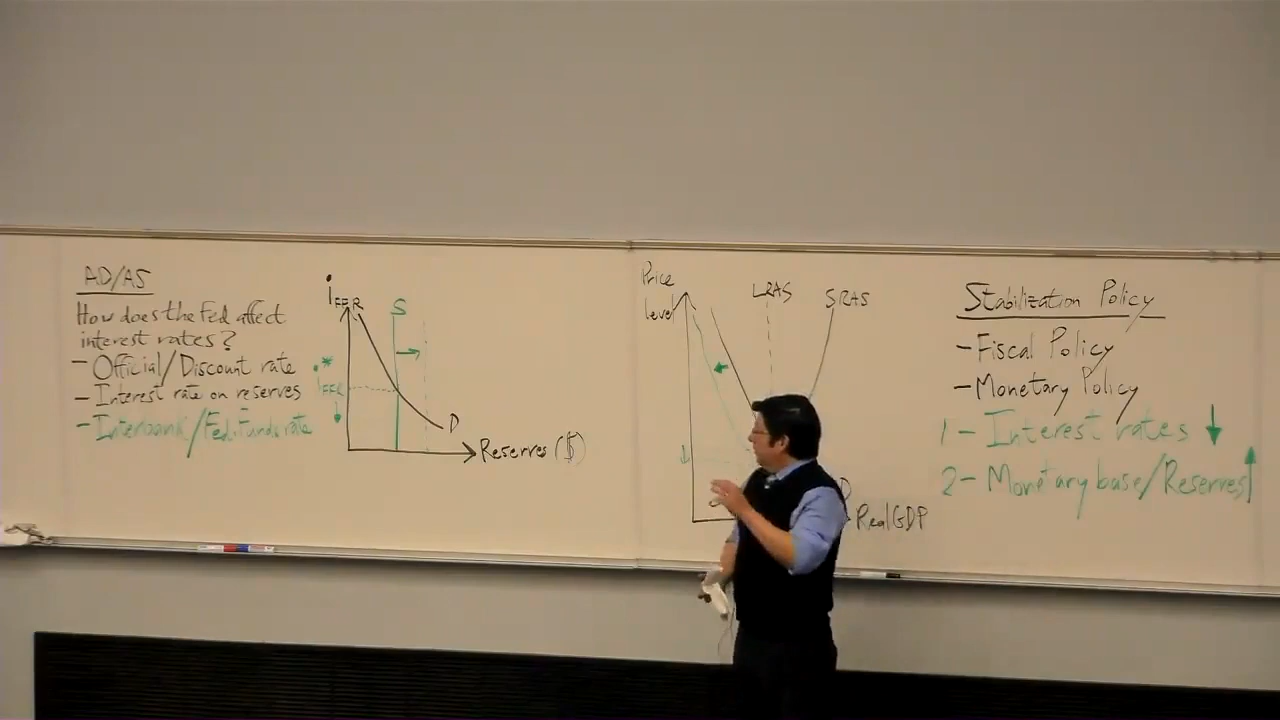 AD/AS
How does the Fed affect
interest rates?
- Official/Discount rate
- Interest rate on reserves
- Interbank/Fed. Funds rate
iFFR
S
i*FFR
D
Reserves ($)
Price
level
LRAS
SRAS
D
Real GDP
Stabilization Policy
- Fiscal Policy
- Monetary Policy
1- Interest rates ↓
2- Monetary base/Reserves ↑